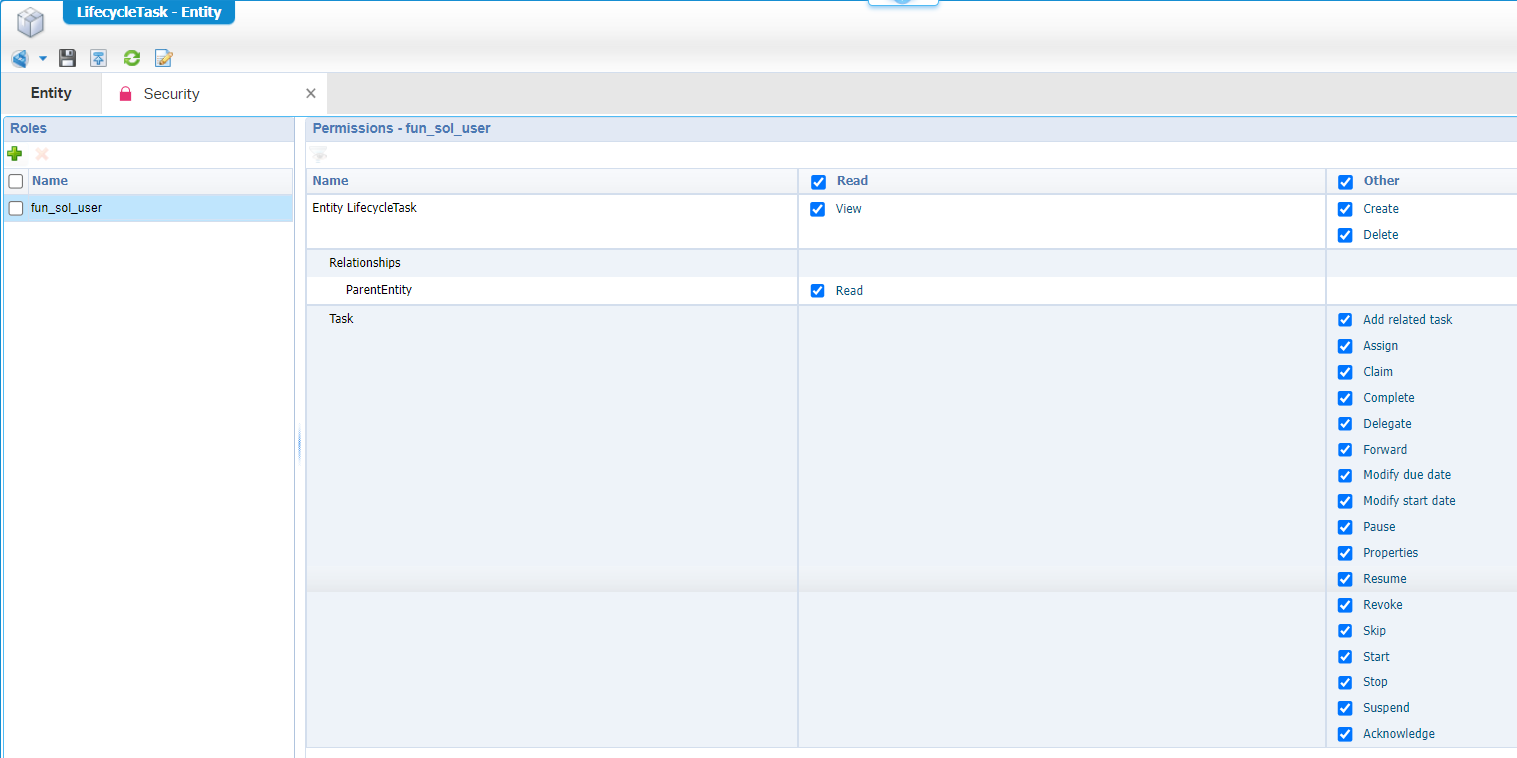 LifecycleTask - Entity
Entity
Security
Roles
Name
fun_sol_user
Permissions - fun_sol_user
Name Read Other
Entity LifecycleTask View Create
Delete
Relationships
ParentEntity Read
Task Add related task
Assign
Claim
Complete
Delegate
Forward
Modify due date
Modify start date
Pause
Properties
Resume
Revoke
Skip
Start
Stop
Suspend
Acknowledge